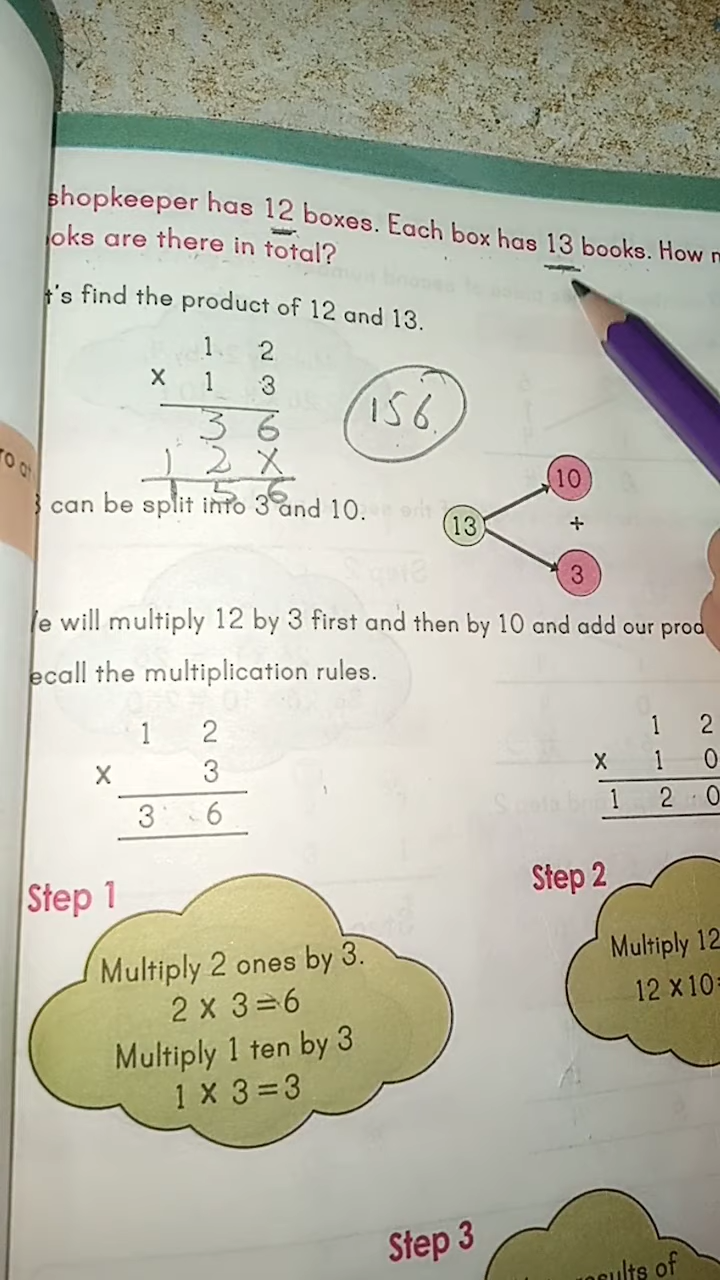 shopkeeper has 12 boxes. Each box has 13 books. How
oks are there in total?
t's find the product of 12 and 13.
1 2
x 1 3
3 6
1 2 x
1 5 6
156
can be split into 3 and 10.
13
10
+
3
e will multiply 12 by 3 first and then by 10 and add our prod
ecall the multiplication rules.
1 2
x 3
3 6
1 2
x 1 0
1 2 0
Step 1
Multiply 2 ones by 3.
2 x 3 = 6
Multiply 1 ten by 3
1 x 3 = 3
Step 2
Multiply 12
12 x 10
Step 3
sults of